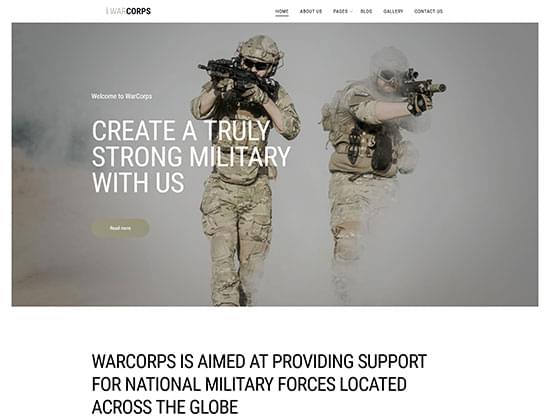 WARCORPS
HOME ABOUT US PAGES BLOG GALLERY CONTACT US
Welcome to WarCorps
CREATE A TRULY
STRONG MILITARY
WITH US
Read more
WARCORPS IS AIMED AT PROVIDING SUPPORT
FOR NATIONAL MILITARY FORCES LOCATED
ACROSS THE GLOBE